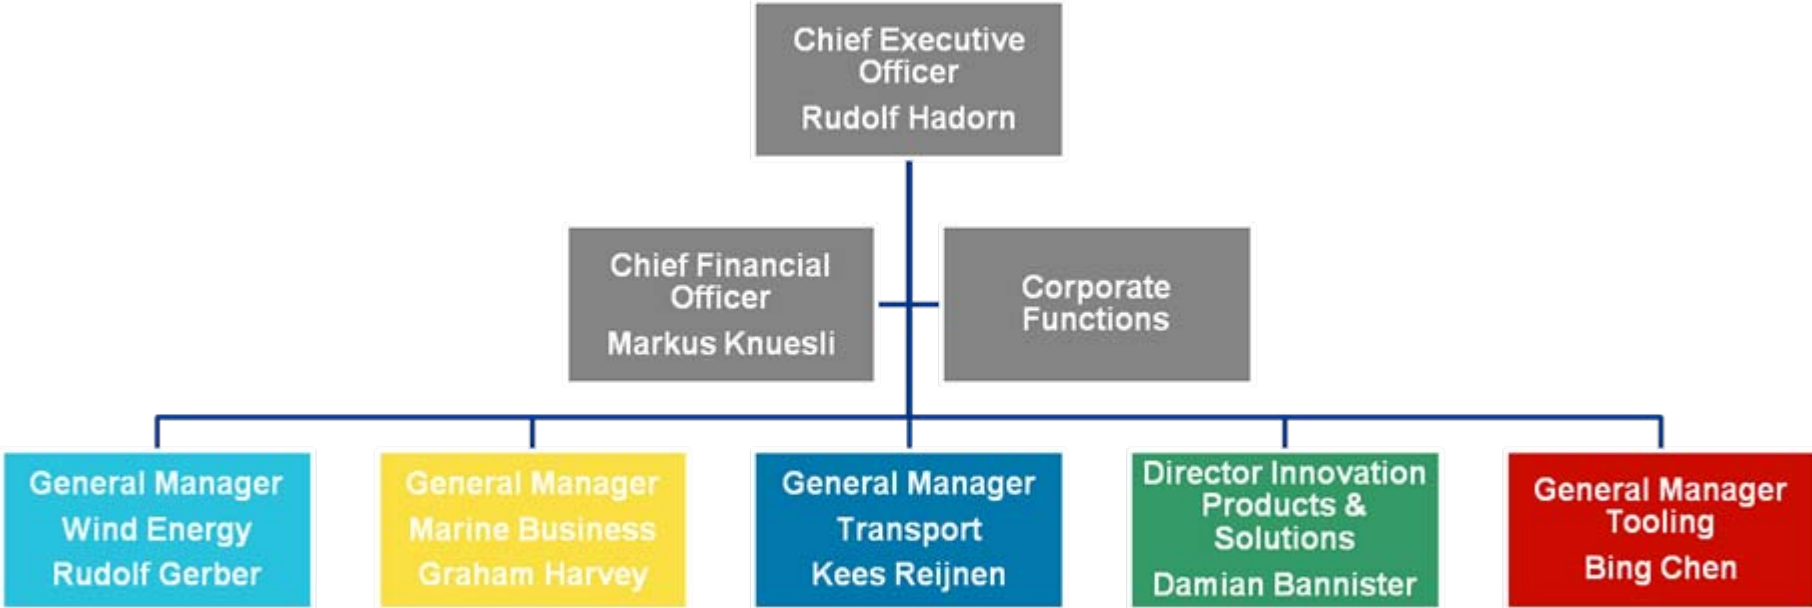 Chief Executive
Officer
Rudolf Hadorn
Chief Financial
Officer
Markus Knuesli
Corporate
Functions
General Manager
Wind Energy
Rudolf Gerber
General Manager
Marine Business
Graham Harvey
General Manager
Transport
Kees Reijnen
Director Innovation
Products &
Solutions
Damian Bannister
General Manager
Tooling
Bing Chen